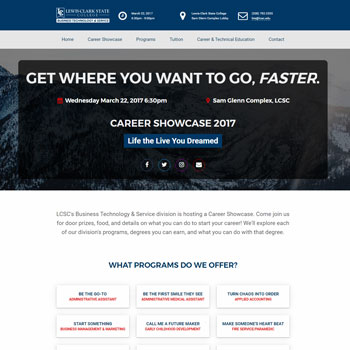 LEWIS-CLARK STATE
BUSINESS TECHNOLOGY & SERVICE
March 22, 2017
Lewis-Clark State College
Sam Glenn Complex Lobby
Home
Career Showcase
Programs
Tuition
Career & Technical Education
Contact
GET WHERE YOU WANT TO GO, FASTER.
Wednesday March 22, 2017 6:30pm
Sam Glenn Complex, LCSC
CAREER SHOWCASE 2017
Life the Live You Dreamed
LCSC's Business Technology & Service division is hosting a Career Showcase. Come join us
for door prizes, food, and details on what you can do to start your career! We'll explore each
of our division's programs, degrees you can earn, and what you can do with that degree.
WHAT PROGRAMS DO WE OFFER?
BE THE GO-TO
ADMINISTRATIVE ASSISTANT
BE THE FIRST SMILE THEY SEE
ADMINISTRATIVE MEDICAL ASSISTANT
TURN CHAOS INTO ORDER
APPLIED ACCOUNTING
START SOMETHING
BUSINESS MANAGEMENT & MARKETING
CALL ME A FUTURE MAKER
EARLY CHILDHOOD DEVELOPMENT
MAKE SOMEONE'S HEART BEAT
FIRE SERVICE/PARAMEDIC